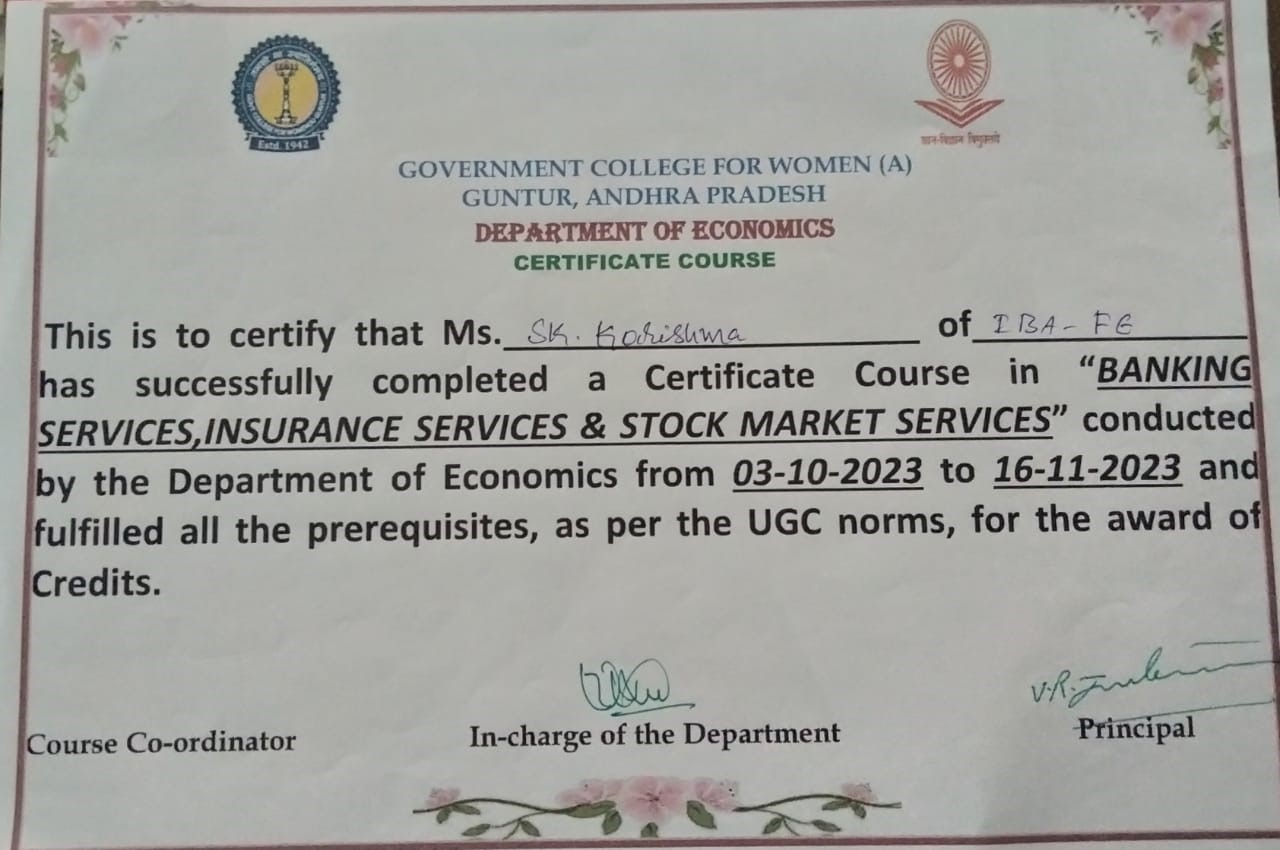 Estd. 1942
ज्ञान-विज्ञान विमुक्तये
GOVERNMENT COLLEGE FOR WOMEN (A)
GUNTUR, ANDHRA PRADESH
DEPARTMENT OF ECONOMICS
CERTIFICATE COURSE
This is to certify that Ms. SK. Karishma of I BA - FE
has successfully completed a Certificate Course in “BANKING
SERVICES,INSURANCE SERVICES & STOCK MARKET SERVICES” conducted
by the Department of Economics from 03-10-2023 to 16-11-2023 and
fulfilled all the prerequisites, as per the UGC norms, for the award of
Credits.
V.R.
Course Co-ordinator
In-charge of the Department
Principal